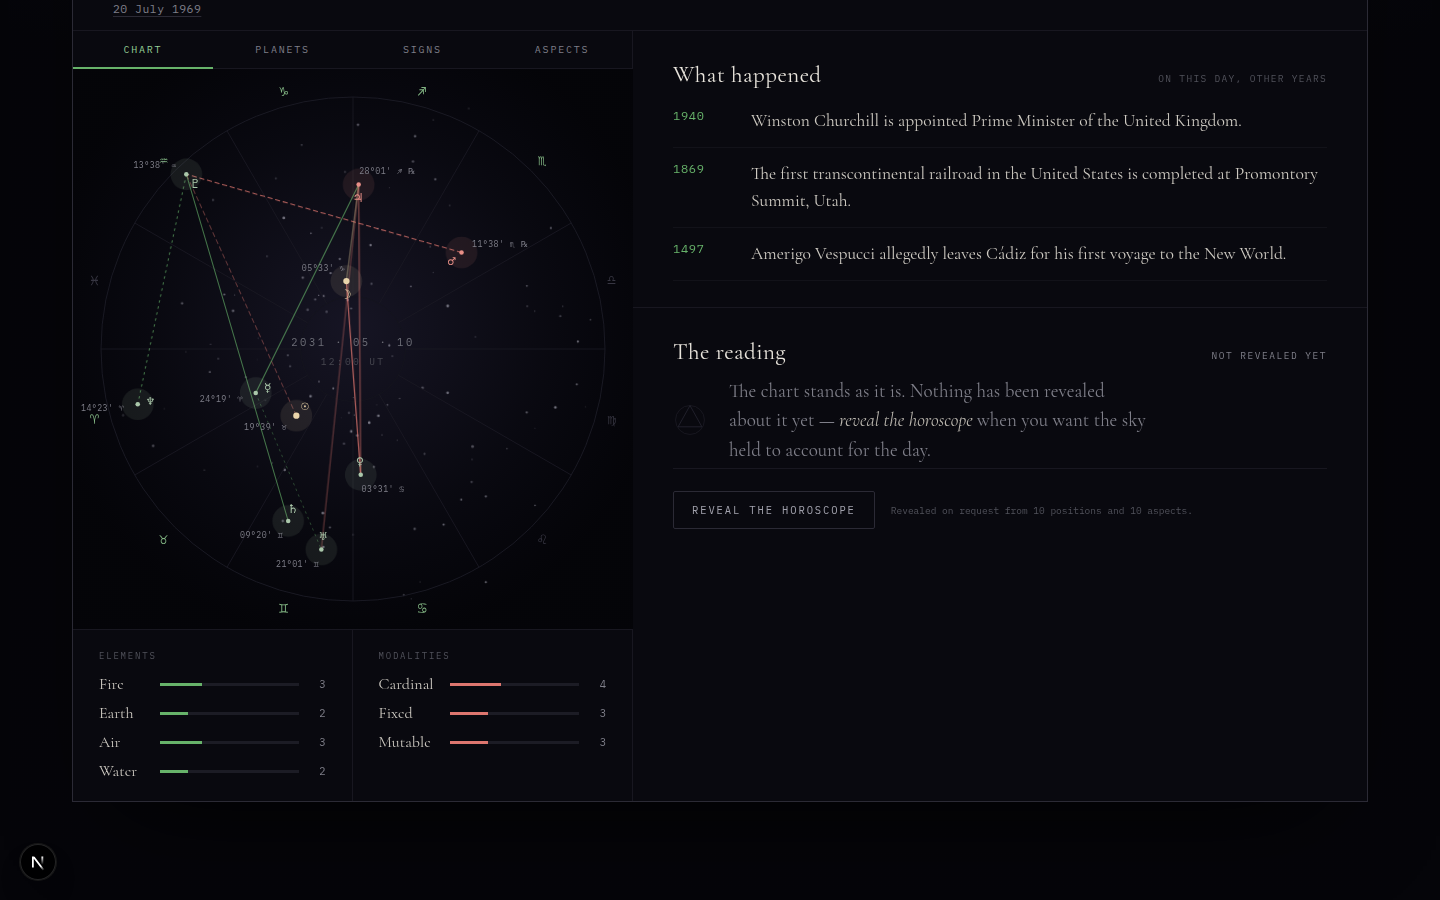 20 July 1969
CHART
PLANETS
SIGNS
ASPECTS
What happened
ON THIS DAY, OTHER YEARS
1940
Winston Churchill is appointed Prime Minister of the United Kingdom.
1869
The first transcontinental railroad in the United States is completed at Promontory
Summit, Utah.
1497
Amerigo Vespucci allegedly leaves Cádiz for his first voyage to the New World.
The reading
NOT REVEALED YET
The chart stands as it is. Nothing has been revealed
about it yet — reveal the horoscope when you want the sky
held to account for the day.
REVEAL THE HOROSCOPE
Revealed on request from 10 positions and 10 aspects.
♑ ♐
13°38' ♒
28°01' ♐ ℞
♏
11°38' ♏ ℞
05°33' ♑
♓
♎
2031 · 05 · 10
12:00 UT
24°19' ♈
14°23' ♈
♈
19°39' ♉
♍
03°31' ♋
09°20' ♊
♉
♌
21°01' ♊
♊ ♋
ELEMENTS
Fire 3
Earth 2
Air 3
Water 2
MODALITIES
Cardinal 4
Fixed 3
Mutable 3
N